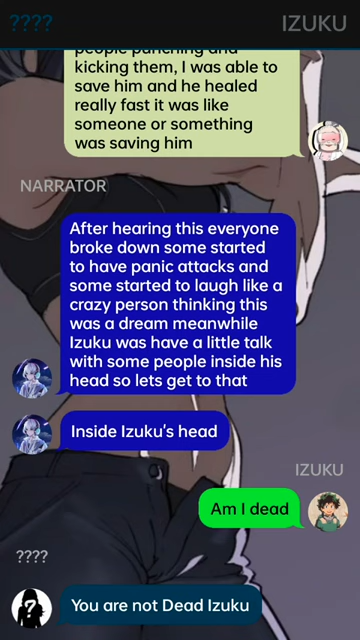 ????
IZUKU
people punching and
kicking them, I was able to
save him and he healed
really fast it was like
someone or something
was saving him
NARRATOR
After hearing this everyone
broke down some started
to have panic attacks and
some started to laugh like a
crazy person thinking this
was a dream meanwhile
Izuku was have a little talk
with some people inside his
head so lets get to that
Inside Izuku's head
IZUKU
Am I dead
????
?
You are not Dead Izuku